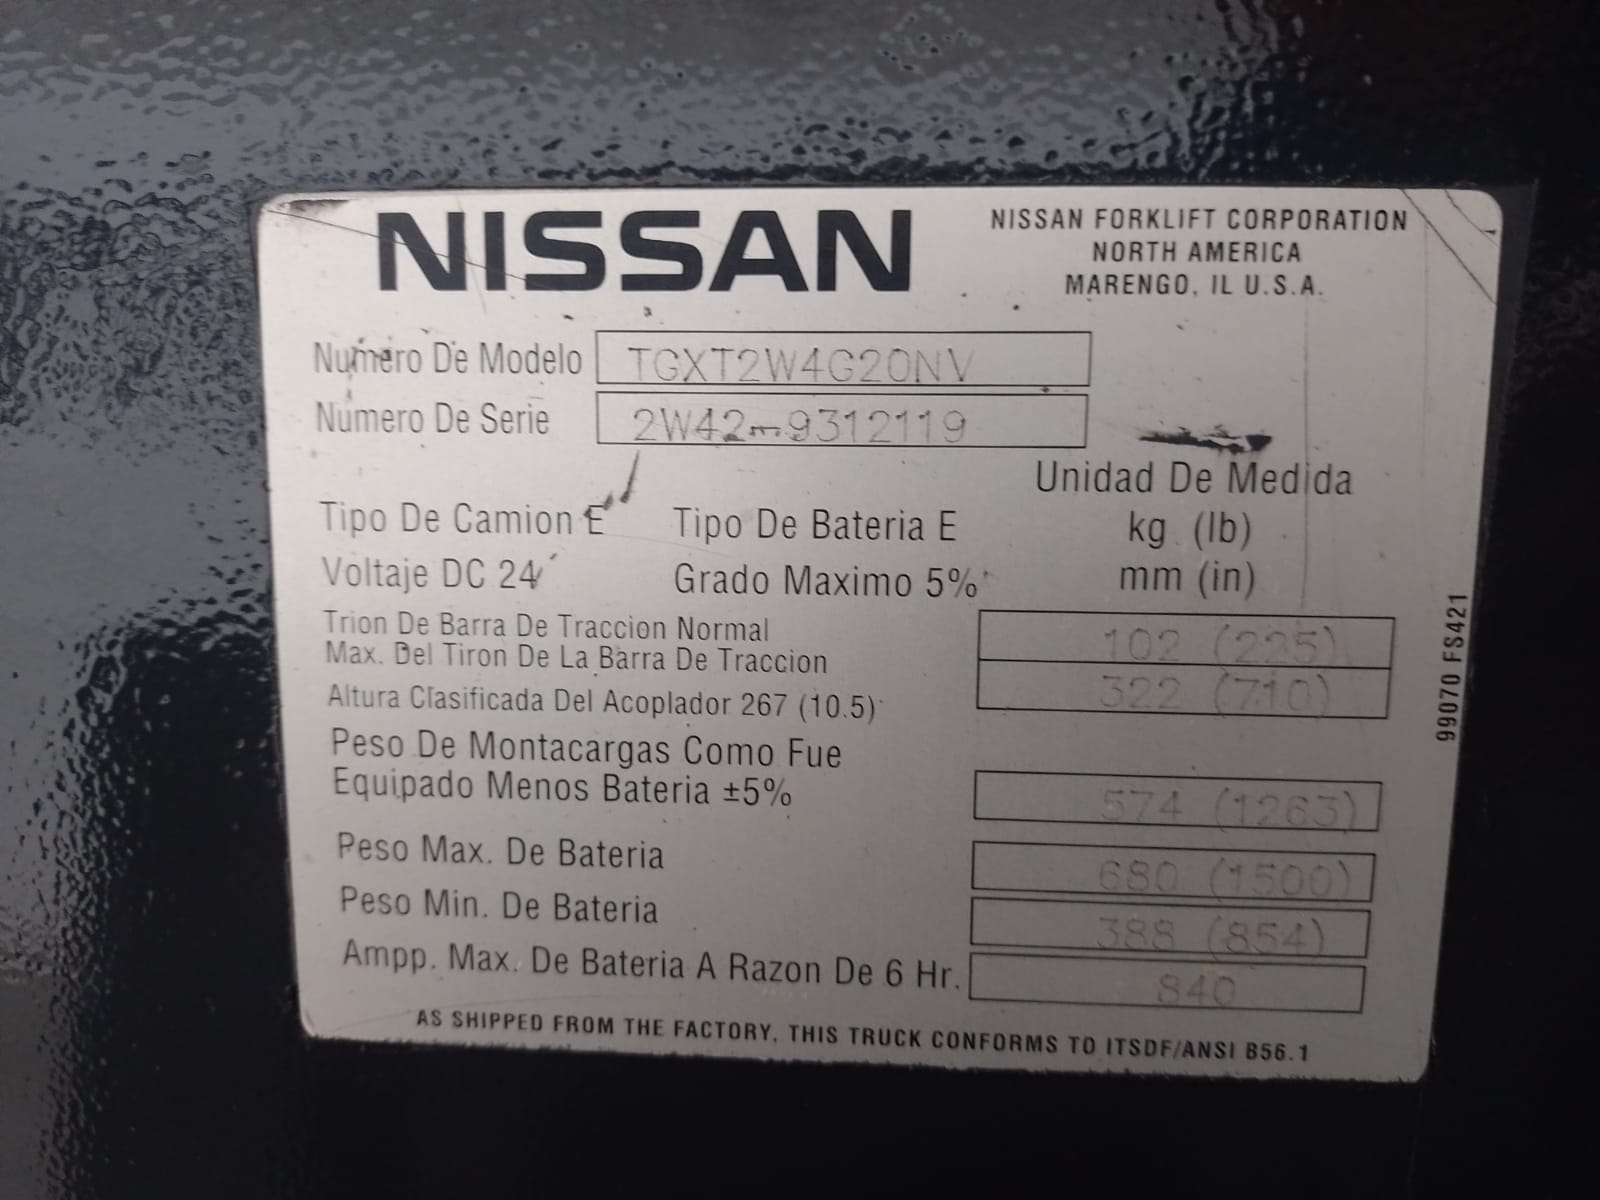 NISSAN
NISSAN FORKLIFT CORPORATION
NORTH AMERICA
MARENGO, IL U.S.A.
Numero De Modelo TGXT2W4G20NV
Número De Serie 2W42-9312119
Unidad De Medida
Tipo De Camion E Tipo De Bateria E kg (lb)
Voltaje DC 24 Grado Maximo 5% mm (in)
Trion De Barra De Traccion Normal 102 (225)
Max. Del Tiron De La Barra De Traccion 322 (710)
Altura Clasificada Del Acoplador 267 (10.5)
Peso De Montacargas Como Fue
Equipado Menos Bateria ±5% 574 (1263)
Peso Max. De Bateria 680 (1500)
Peso Min. De Bateria 388 (854)
Ampp. Max. De Bateria A Razon De 6 Hr. 840
AS SHIPPED FROM THE FACTORY, THIS TRUCK CONFORMS TO ITSDF/ANSI B56.1
99070 FS421